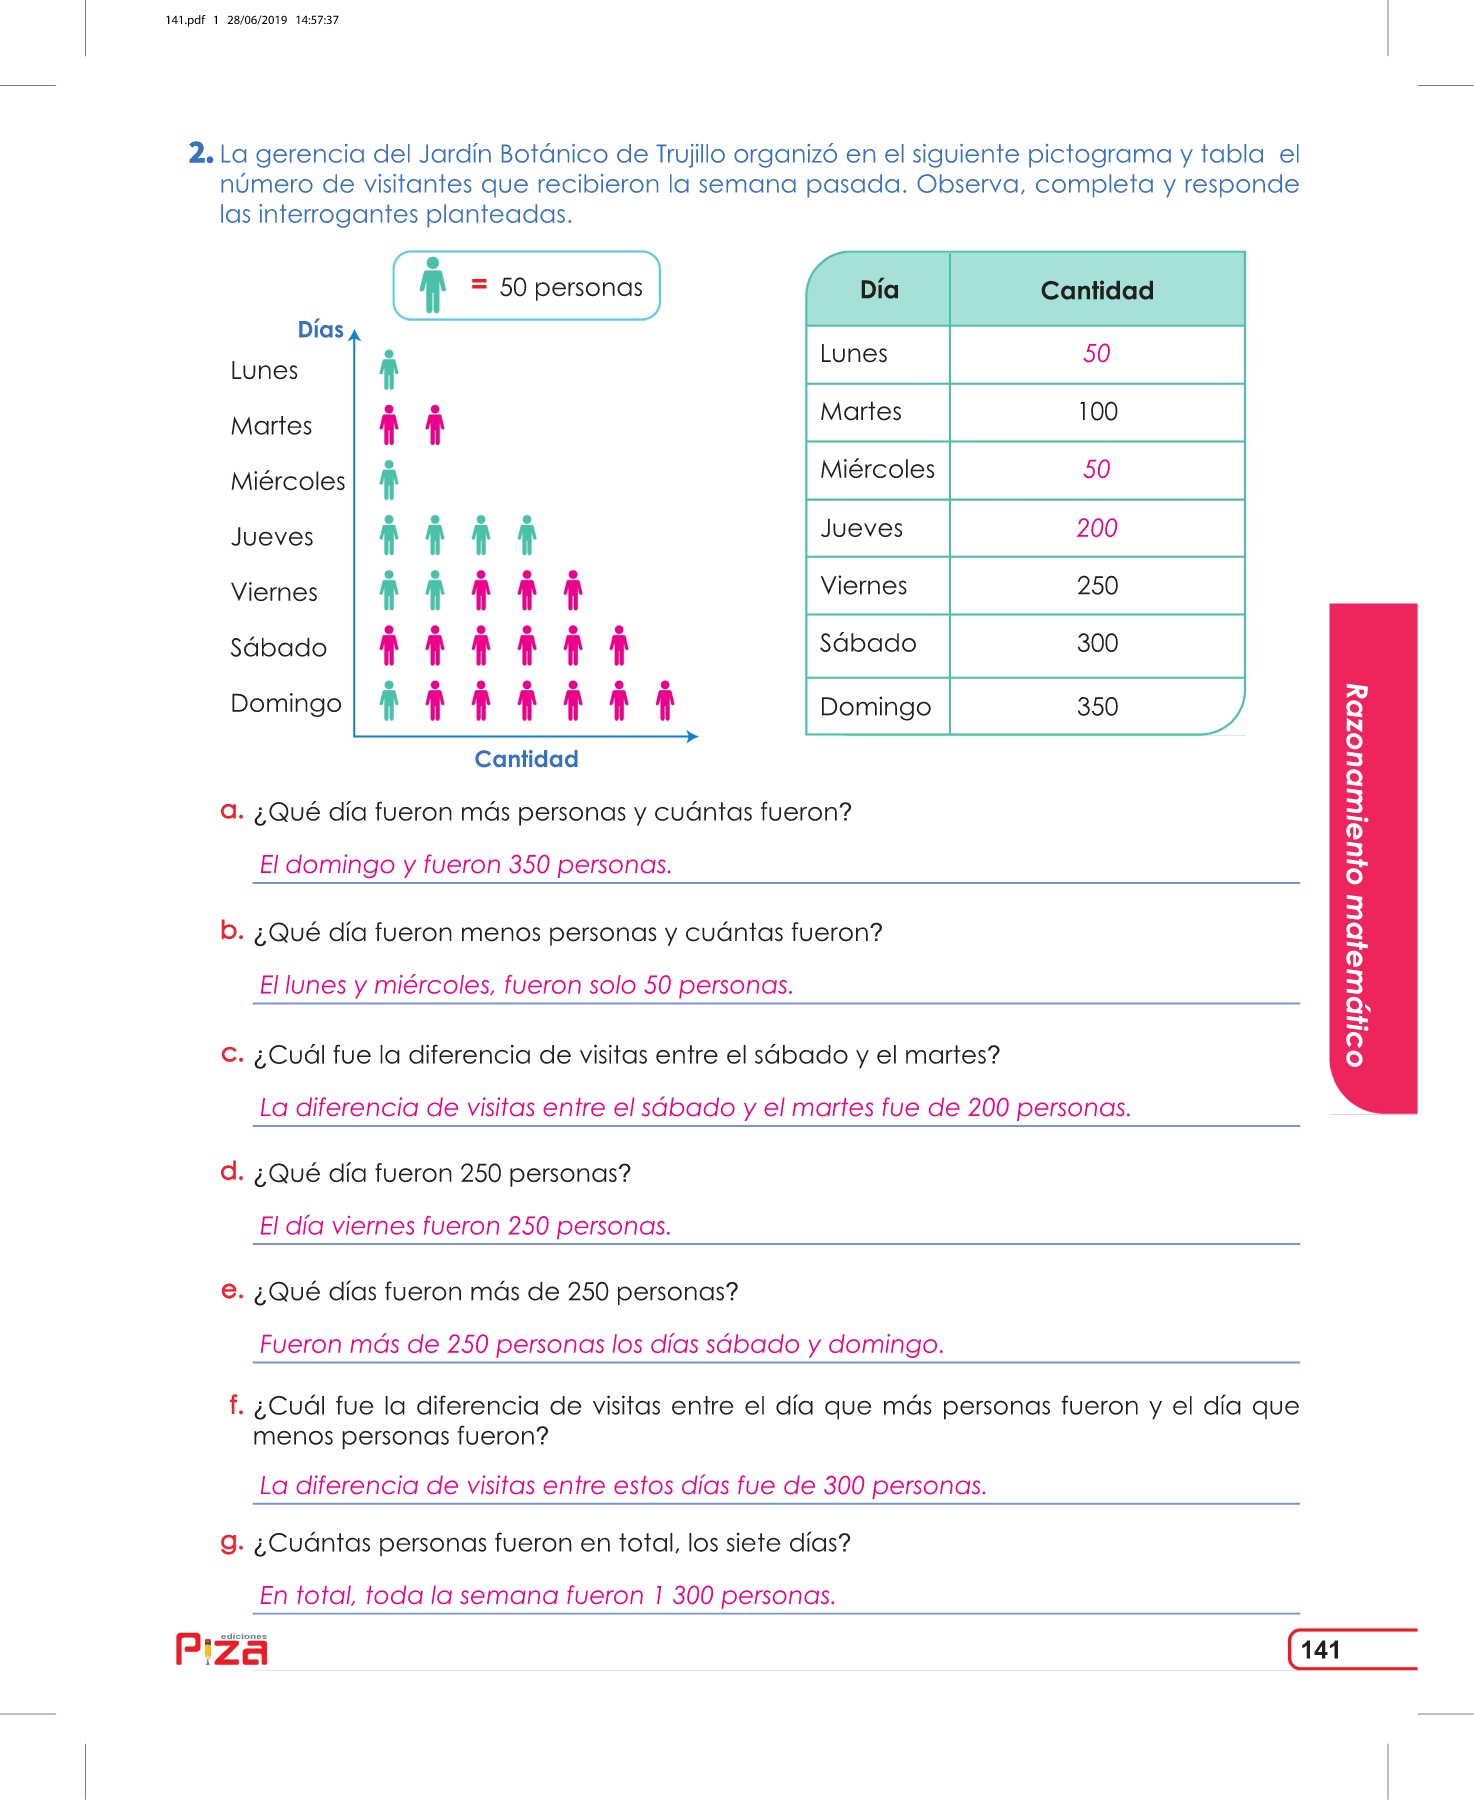 141.pdf 1 28/06/2019 14:57:37
2. La gerencia del Jardín Botánico de Trujillo organizó en el siguiente pictograma y tabla el
número de visitantes que recibieron la semana pasada. Observa, completa y responde
las interrogantes planteadas.
= 50 personas
Días
Lunes
Martes
Miércoles
Jueves
Viernes
Sábado
Domingo
Cantidad
Día Cantidad
Lunes 50
Martes 100
Miércoles 50
Jueves 200
Viernes 250
Sábado 300
Domingo 350
a. ¿Qué día fueron más personas y cuántas fueron?
El domingo y fueron 350 personas.
b. ¿Qué día fueron menos personas y cuántas fueron?
El lunes y miércoles, fueron solo 50 personas.
c. ¿Cuál fue la diferencia de visitas entre el sábado y el martes?
La diferencia de visitas entre el sábado y el martes fue de 200 personas.
d. ¿Qué día fueron 250 personas?
El día viernes fueron 250 personas.
e. ¿Qué días fueron más de 250 personas?
Fueron más de 250 personas los días sábado y domingo.
f. ¿Cuál fue la diferencia de visitas entre el día que más personas fueron y el día que
menos personas fueron?
La diferencia de visitas entre estos días fue de 300 personas.
g. ¿Cuántas personas fueron en total, los siete días?
En total, toda la semana fueron 1 300 personas.
Razonamiento matemático
ediciones
Piza
141